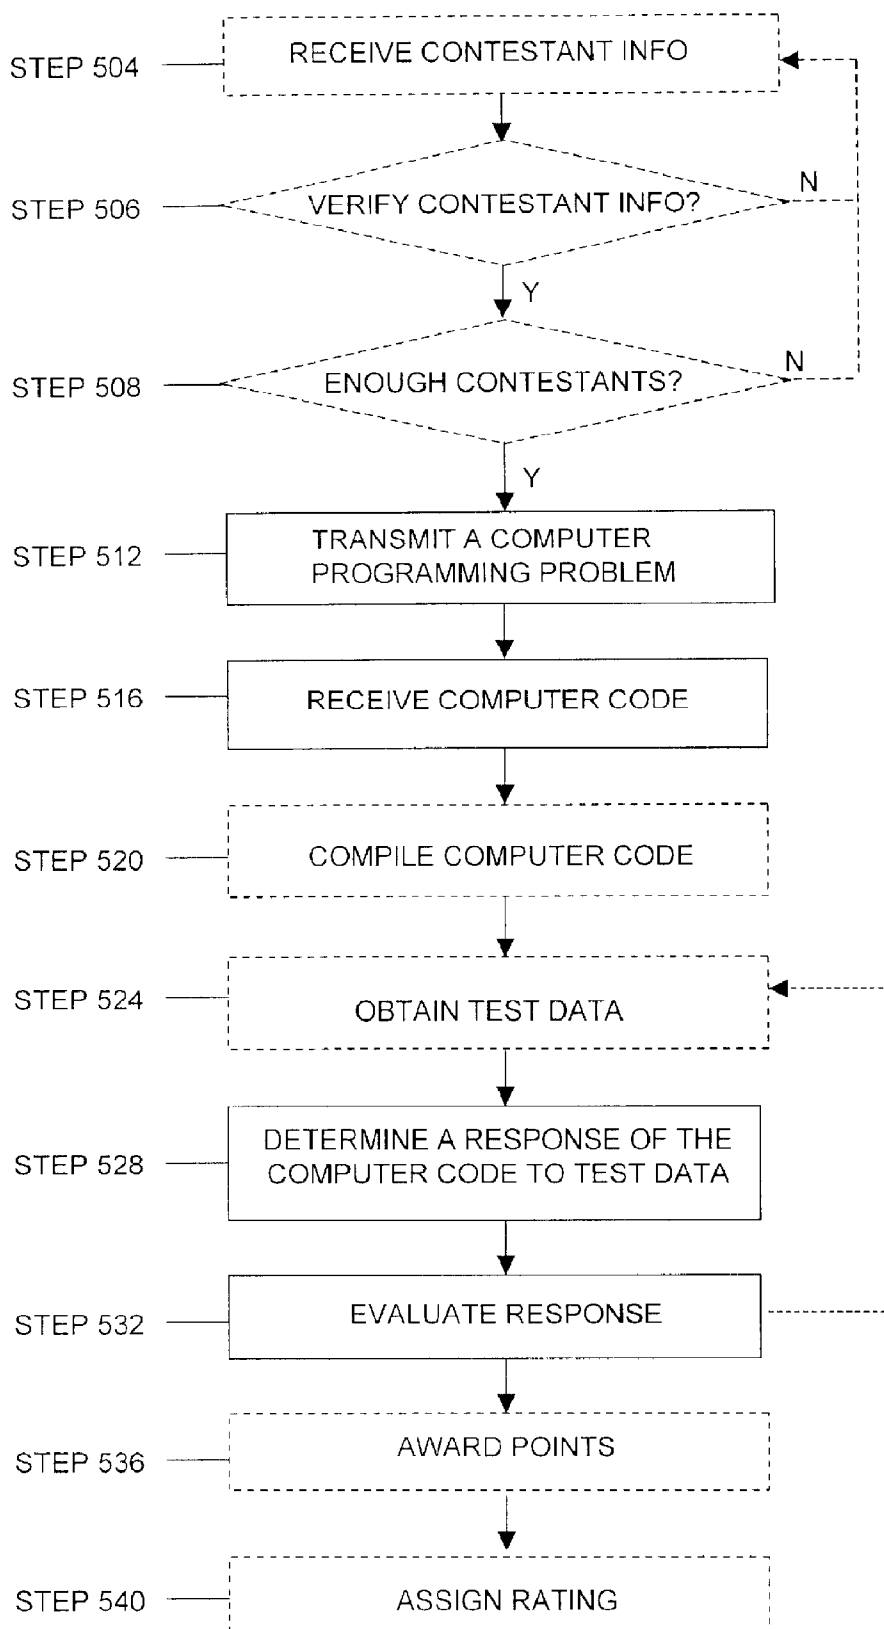 RECEIVE CONTESTANT INFO
STEP 504
VERIFY CONTESTANT INFO?
N
STEP 506
Y
ENOUGH CONTESTANTS?
N
STEP 508
Y
TRANSMIT A COMPUTER
PROGRAMMING PROBLEM
STEP 512
RECEIVE COMPUTER CODE
STEP 516
COMPILE COMPUTER CODE
STEP 520
OBTAIN TEST DATA
STEP 524
DETERMINE A RESPONSE OF THE
COMPUTER CODE TO TEST DATA
STEP 528
EVALUATE RESPONSE
STEP 532
AWARD POINTS
STEP 536
ASSIGN RATING
STEP 540